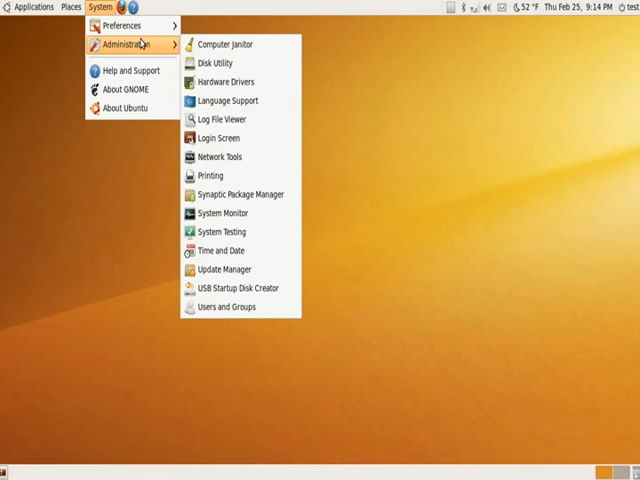 Applications Places System 52 °F Thu Feb 25, 9:14 PM test
Preferences
Administration
Help and Support
About GNOME
About Ubuntu
Computer Janitor
Disk Utility
Hardware Drivers
Language Support
Log File Viewer
Login Screen
Network Tools
Printing
Synaptic Package Manager
System Monitor
System Testing
Time and Date
Update Manager
USB Startup Disk Creator
Users and Groups